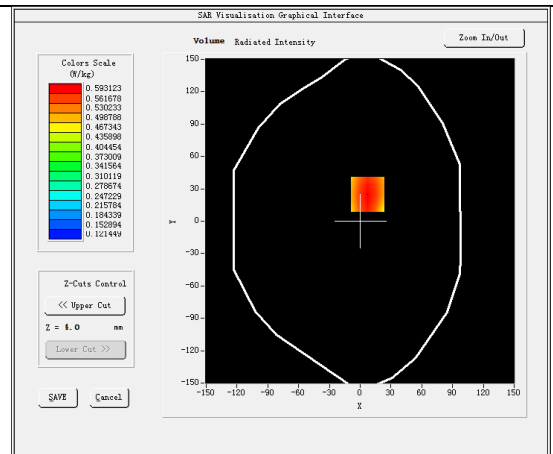 SAR Visualisation Graphical Interface
Volume Radiated Intensity
Zoom In/Out
Colors Scale
(W/kg)
0.593123
0.561678
0.530233
0.498788
0.467343
0.435898
0.404454
0.373009
0.341564
0.310119
0.278674
0.247229
0.215784
0.184339
0.152894
0.121449
Z-Cuts Control
<< Upper Cut
Z = 4.0 mm
Lower Cut >>
SAVE Cancel
150
120
90
60
30
0
-30
-60
-90
-120
-150
Y
-150 -120 -90 -60 -30 0 30 60 90 120 150
X